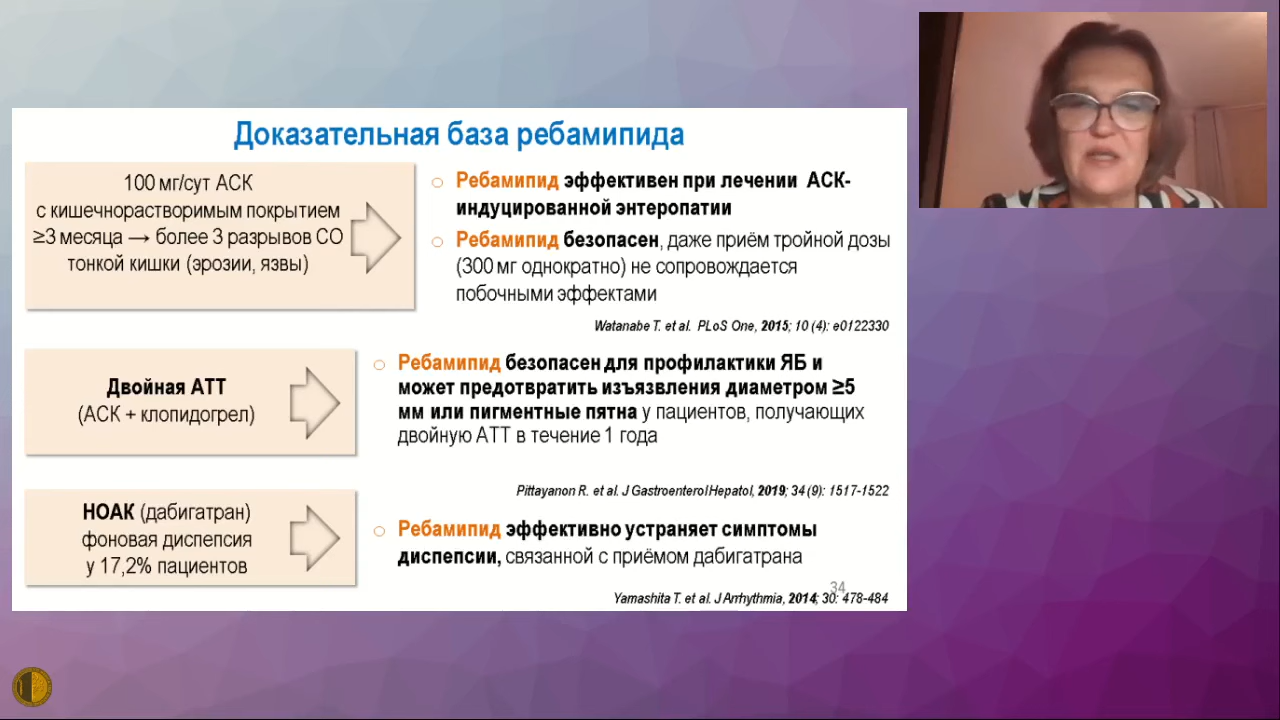 Доказательная база ребамипида
100 мг/сут АСК
с кишечнорастворимым покрытием
≥3 месяца → более 3 разрывов СО
тонкой кишки (эрозии, язвы)
○ Ребамипид эффективен при лечении АСК-
индуцированной энтеропатии
○ Ребамипид безопасен, даже приём тройной дозы
(300 мг однократно) не сопровождается
побочными эффектами
Watanabe T. et al. PLoS One, 2015; 10 (4): e0122330
Двойная АТТ
(АСК + клопидогрел)
○ Ребамипид безопасен для профилактики ЯБ и
может предотвратить изъязвления диаметром ≥5
мм или пигментные пятна у пациентов, получающих
двойную АТТ в течение 1 года
Pittayanon R. et al. J Gastroenterol Hepatol, 2019; 34 (9): 1517-1522
НОАК (дабигатран)
фоновая диспепсия
у 17,2% пациентов
○ Ребамипид эффективно устраняет симптомы
диспепсии, связанной с приёмом дабигатрана
34
Yamashita T. et al. J Arrhythmia, 2014; 30: 478-484